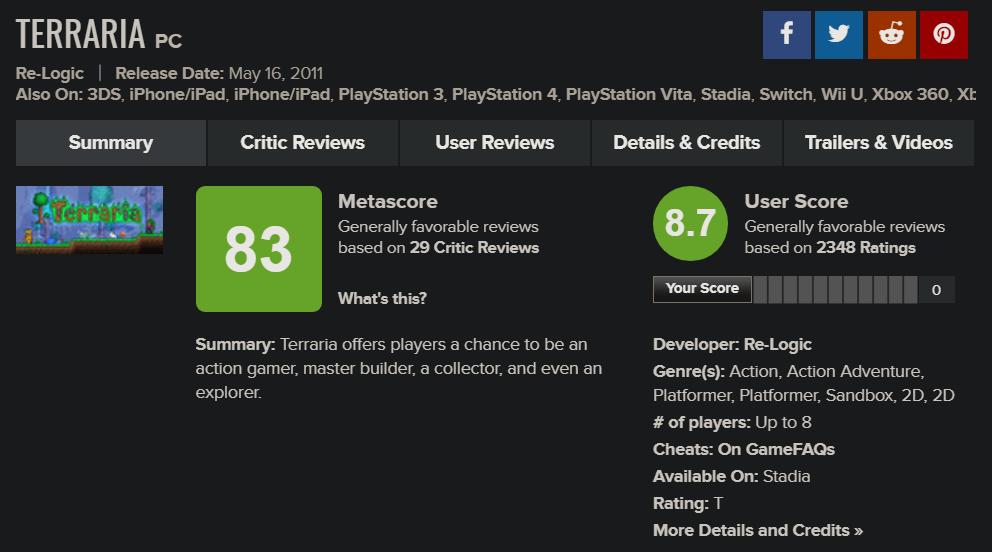 TERRARIA PC
Re-Logic | Release Date: May 16, 2011
Also On: 3DS, iPhone/iPad, iPhone/iPad, PlayStation 3, PlayStation 4, PlayStation Vita, Stadia, Switch, Wii U, Xbox 360, Xb
Summary
Critic Reviews
User Reviews
Details & Credits
Trailers & Videos
Terraria
83
Metascore
Generally favorable reviews
based on 29 Critic Reviews
What's this?
Summary: Terraria offers players a chance to be an
action gamer, master builder, a collector, and even an
explorer.
8.7
User Score
Generally favorable reviews
based on 2348 Ratings
Your Score
0
Developer: Re-Logic
Genre(s): Action, Action Adventure,
Platformer, Platformer, Sandbox, 2D, 2D
# of players: Up to 8
Cheats: On GameFAQs
Available On: Stadia
Rating: T
More Details and Credits »